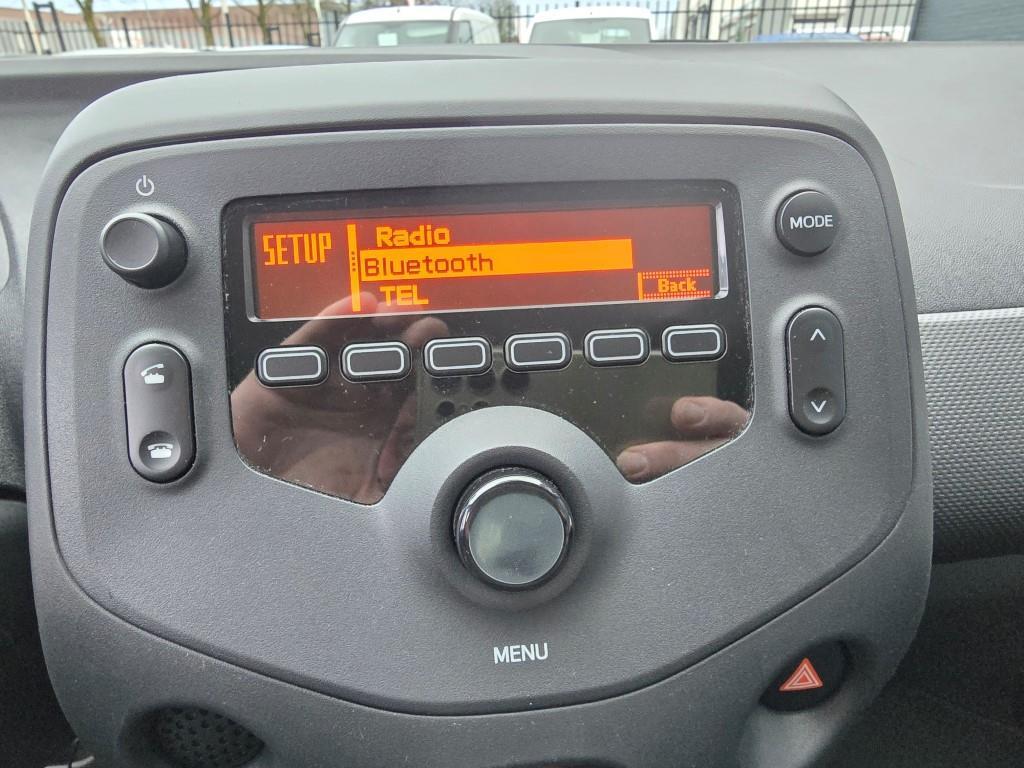 SETUP
Radio
Bluetooth
TEL
Back
MODE
MENU